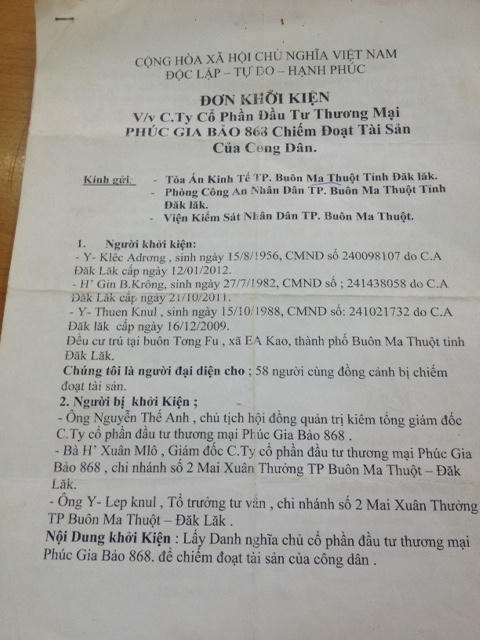 CỘNG HÒA XÃ HỘI CHỦ NGHĨA VIỆT NAM
ĐỘC LẬP – TỰ DO – HẠNH PHÚC
ĐƠN KHỞI KIỆN
V/v C.Ty Cổ Phần Đầu Tư Thương Mại
PHÚC GIA BẢO 868 Chiếm Đoạt Tài Sản
Của Công Dân.
Kính gửi: - Tòa Án Kinh Tế TP. Buôn Ma Thuột Tỉnh Đăk lăk.
- Phòng Công An Nhân Dân TP. Buôn Ma Thuột Tỉnh
Đăk lăk.
- Viện Kiểm Sát Nhân Dân TP. Buôn Ma Thuột.
1. Người khởi kiện:
- Y- Klêc Adrơng , sinh ngày 15/8/1956, CMND số 240098107 do C.A
Đăk Lăk cấp ngày 12/01/2012.
- H' Gin B.Krông, sinh ngày 27/7/1982, CMND số ; 241438058 do C.A
Đăk Lăk cấp ngày 21/10/2011.
- Y- Thuen Knul , sinh ngày 15/10/1988, CMND số: 241021732 do C.A
Đăk lăk cấp ngày 16/12/2009.
Đều cư trú tại buôn Tơng Fu , xã EA Kao, thành phố Buôn Ma Thuột tỉnh
Đăk Lăk.
Chúng tôi là người đại diện cho ; 58 người cùng đồng cảnh bị chiếm
đoạt tài sản.
2. Người bị khởi Kiện ;
- Ông Nguyễn Thế Anh , chủ tịch hội đồng quản trị kiêm tổng giám đốc
C.Ty cổ phần đầu tư thương mại Phúc Gia Bảo 868 .
- Bà H' Xuân Mlô , Giám đốc C.Ty cổ phần đầu tư thương mại Phúc Gia
Bảo 868 , chi nhánh số 2 Mai Xuân Thưởng TP Buôn Ma Thuột – Đăk
Lăk.
- Ông Y- Lep knul , Tổ trưởng tư vấn , chi nhánh số 2 Mai Xuân Thưởng
TP Buôn Ma Thuột – Đăk Lăk .
Nội Dung khởi Kiện : Lấy Danh nghĩa chủ cổ phần đầu tư thương mại
Phúc Gia Bảo 868. để chiếm đoạt tài sản của công dân .